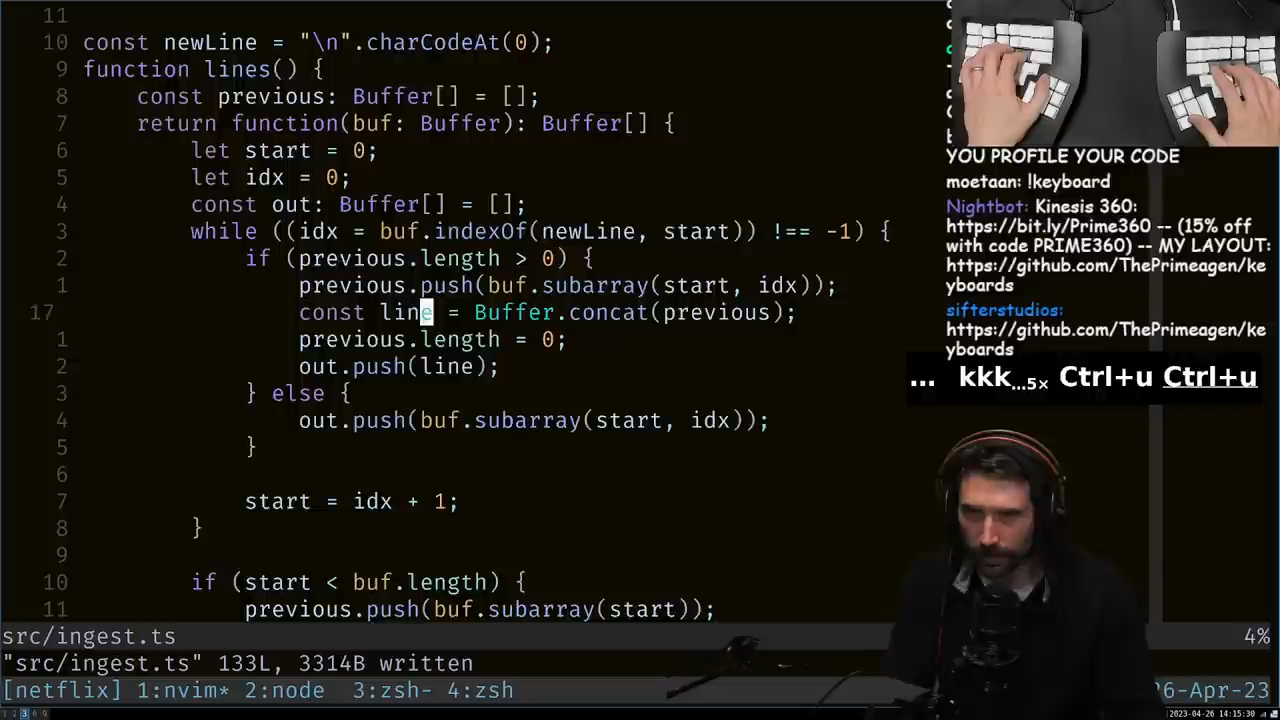 11
10 const newLine = "\n".charCodeAt(0);
9 function lines() {
8 const previous: Buffer[] = [];
7 return function(buf: Buffer): Buffer[] {
6 let start = 0;
5 let idx = 0;
4 const out: Buffer[] = [];
3 while ((idx = buf.indexOf(newLine, start)) !== -1) {
2 if (previous.length > 0) {
1 previous.push(buf.subarray(start, idx));
17 const line = Buffer.concat(previous);
1 previous.length = 0;
2 out.push(line);
3 } else {
4 out.push(buf.subarray(start, idx));
5 }
6
7 start = idx + 1;
8 }
9
10 if (start < buf.length) {
11 previous.push(buf.subarray(start));
src/ingest.ts 4%
"src/ingest.ts" 133L, 3314B written
[netflix] 1:nvim* 2:node 3:zsh- 4:zsh 26-Apr-23
2023-04-26 14:15:30
YOU PROFILE YOUR CODE
moetaan: !keyboard
Nightbot: Kinesis 360:
https://bit.ly/Prime360 -- (15% off
with code PRIME360) -- MY LAYOUT:
https://github.com/ThePrimeagen/ke
yboards
sifterstudios:
https://github.com/ThePrimeagen/ke
yboards
... kkk...5× Ctrl+u Ctrl+u